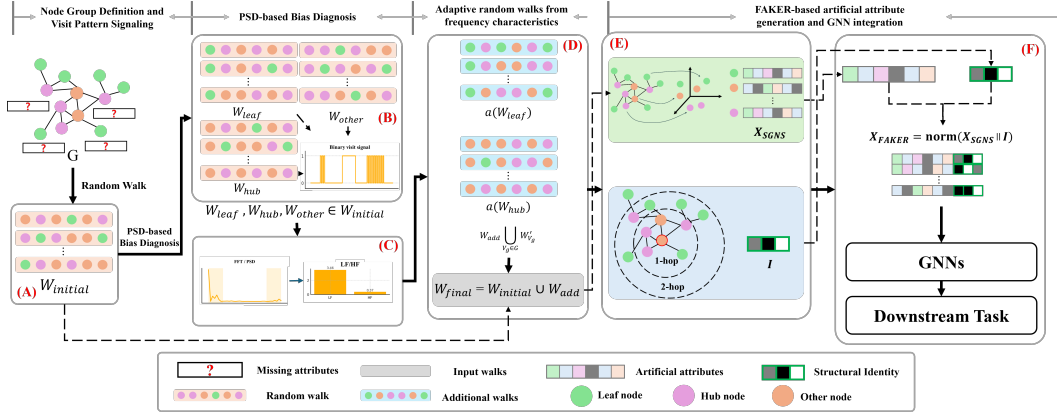 Node Group Definition and
Visit Pattern Signaling
PSD-based Bias Diagnosis
Adaptive random walks from
frequency characteristics
FAKER-based artificial attribute
generation and GNN integration
?
?
?
?
G
Random Walk
W_initial
(A)
PSD-based
Bias Diagnosis
W_leaf
W_other
(B)
Binary visit signal
W_hub
W_leaf , W_hub, W_other ∈ W_initial
(C)
FFT / PSD
LF/HF
LF
HF
(D)
a(W_leaf)
a(W_hub)
W_add ⋃ W'_{v_g}
v_g∈G
W_final = W_initial ∪ W_add
(E)
X_SGNS
1-hop
2-hop
I
(F)
X_FAKER = norm(X_SGNS ∥ I)
GNNs
Downstream Task
? Missing attributes
Input walks
Artificial attributes
Structural Identity
Random walk
Additional walks
Leaf node
Hub node
Other node